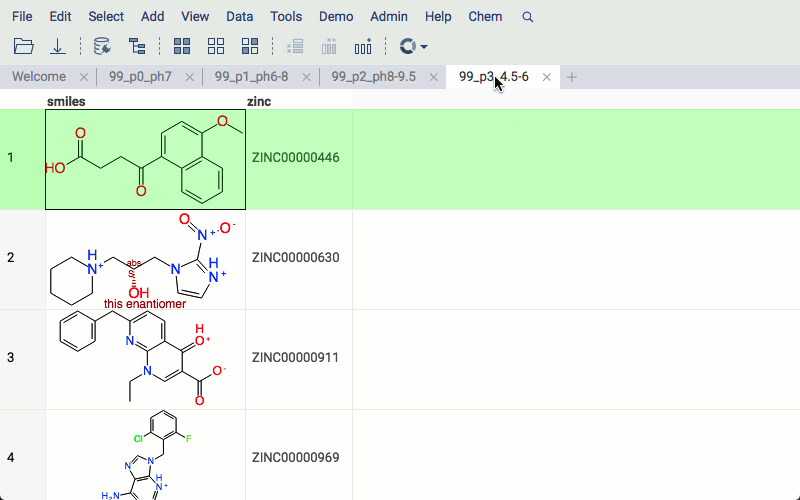 File Edit Select Add View Data Tools Demo Admin Help Chem
Welcome 99_p0_ph7 99_p1_ph6-8 99_p2_ph8-9.5 99_p3_4.5-6
smiles zinc
1 HO O O O ZINC00000446
2 H N+ abs S OH N N+ O O- H N+ this enantiomer ZINC00000630
3 N N H O+ O- O ZINC00000911
4 Cl F N N N H N+ H2N ZINC00000969